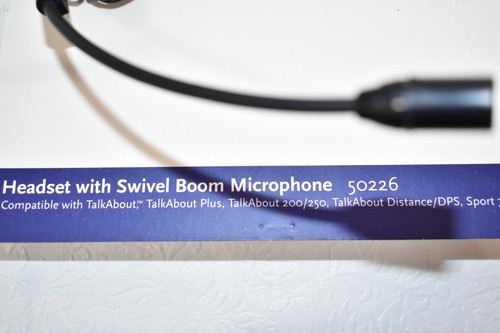 Headset with Swivel Boom Microphone 50226
Compatible with TalkAbout,™ TalkAbout Plus, TalkAbout 200/250, TalkAbout Distance/DPS, Sport